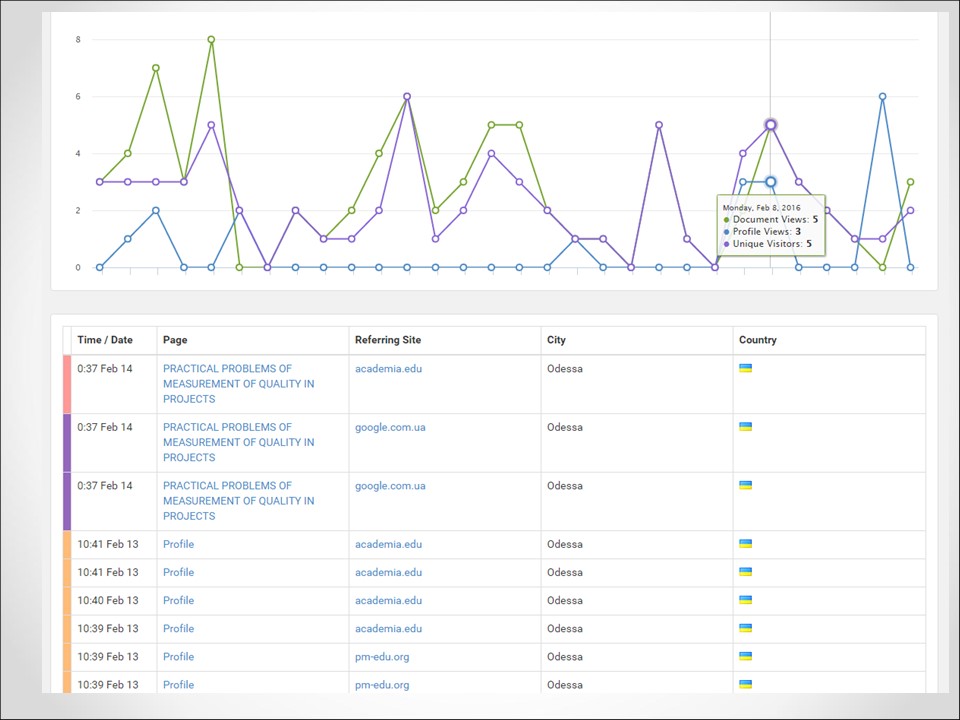 8
6
4
2
0
Monday, Feb 8, 2016
Document Views: 5
Profile Views: 3
Unique Visitors: 5
Time / Date Page Referring Site City Country
0:37 Feb 14 PRACTICAL PROBLEMS OF academia.edu Odessa
MEASUREMENT OF QUALITY IN
PROJECTS
0:37 Feb 14 PRACTICAL PROBLEMS OF google.com.ua Odessa
MEASUREMENT OF QUALITY IN
PROJECTS
0:37 Feb 14 PRACTICAL PROBLEMS OF google.com.ua Odessa
MEASUREMENT OF QUALITY IN
PROJECTS
10:41 Feb 13 Profile academia.edu Odessa
10:41 Feb 13 Profile academia.edu Odessa
10:40 Feb 13 Profile academia.edu Odessa
10:39 Feb 13 Profile academia.edu Odessa
10:39 Feb 13 Profile pm-edu.org Odessa
10:39 Feb 13 Profile pm-edu.org Odessa